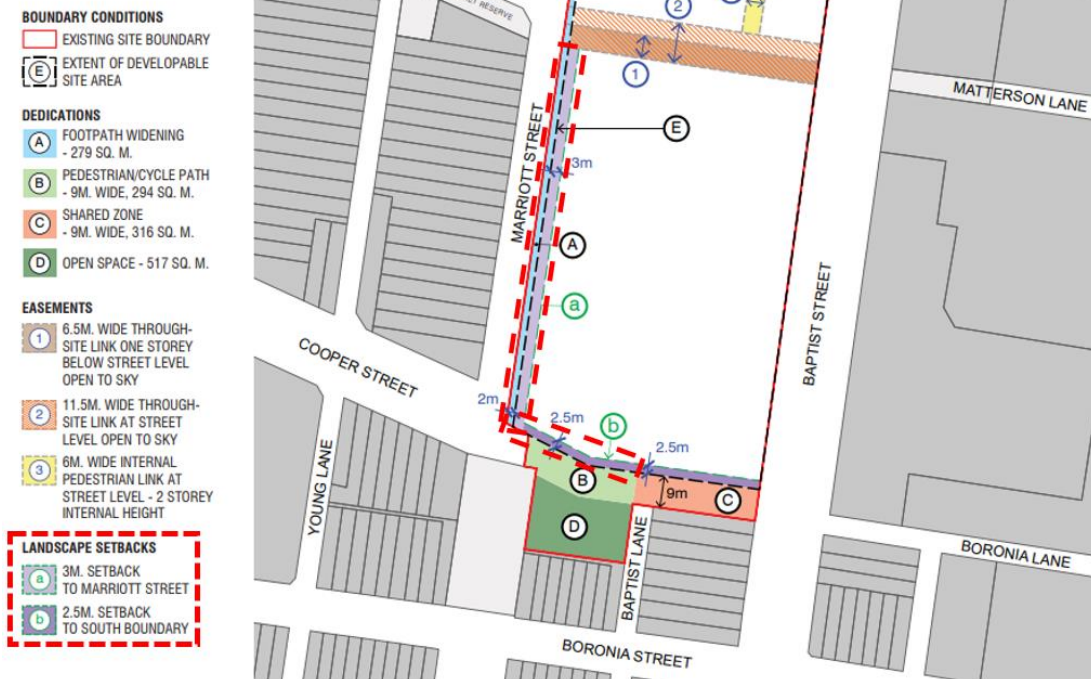 BOUNDARY CONDITIONS
EXISTING SITE BOUNDARY
E
EXTENT OF DEVELOPABLE
SITE AREA
DEDICATIONS
A
FOOTPATH WIDENING
- 279 SQ. M.
B
PEDESTRIAN/CYCLE PATH
- 9M. WIDE, 294 SQ. M.
C
SHARED ZONE
- 9M. WIDE, 316 SQ. M.
D
OPEN SPACE - 517 SQ. M.
EASEMENTS
1
6.5M. WIDE THROUGH-
SITE LINK ONE STOREY
BELOW STREET LEVEL
OPEN TO SKY
2
11.5M. WIDE THROUGH-
SITE LINK AT STREET
LEVEL OPEN TO SKY
3
6M. WIDE INTERNAL
PEDESTRIAN LINK AT
STREET LEVEL - 2 STOREY
INTERNAL HEIGHT
LANDSCAPE SETBACKS
a
3M. SETBACK
TO MARRIOTT STREET
b
2.5M. SETBACK
TO SOUTH BOUNDARY
RESERVE
2
1
MATTERSON LANE
E
MARRIOTT STREET
3m
A
a
BAPTIST STREET
COOPER STREET
2m
2.5m
b
2.5m
B
9m
C
D
YOUNG LANE
BAPTIST LANE
BORONIA LANE
BORONIA STREET